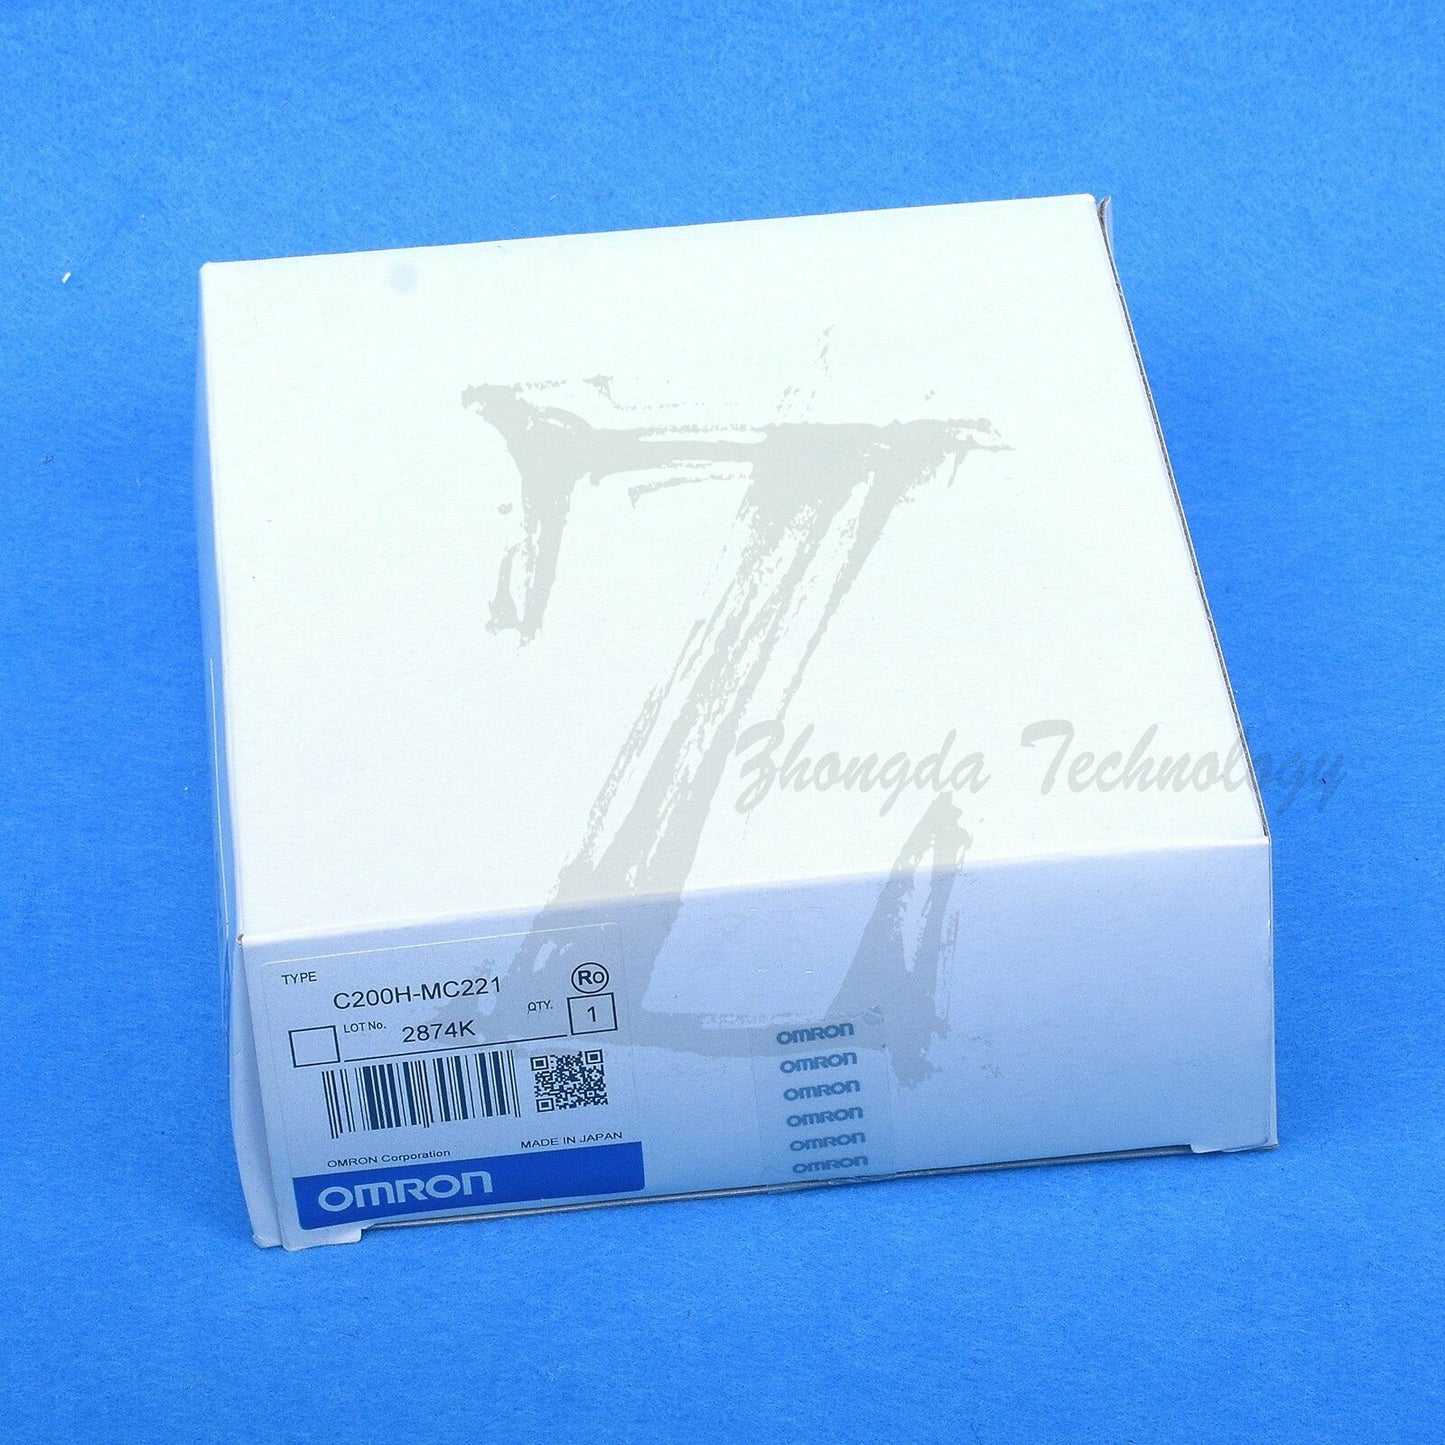 Z
Zhongda Technology
TYPE
C200H-MC221
Ro
LOT No. 2874K QTY. 1
MADE IN JAPAN
OMRON Corporation
OMRON
OMRON
OMRON
OMRON
OMRON
OMRON
OMRON